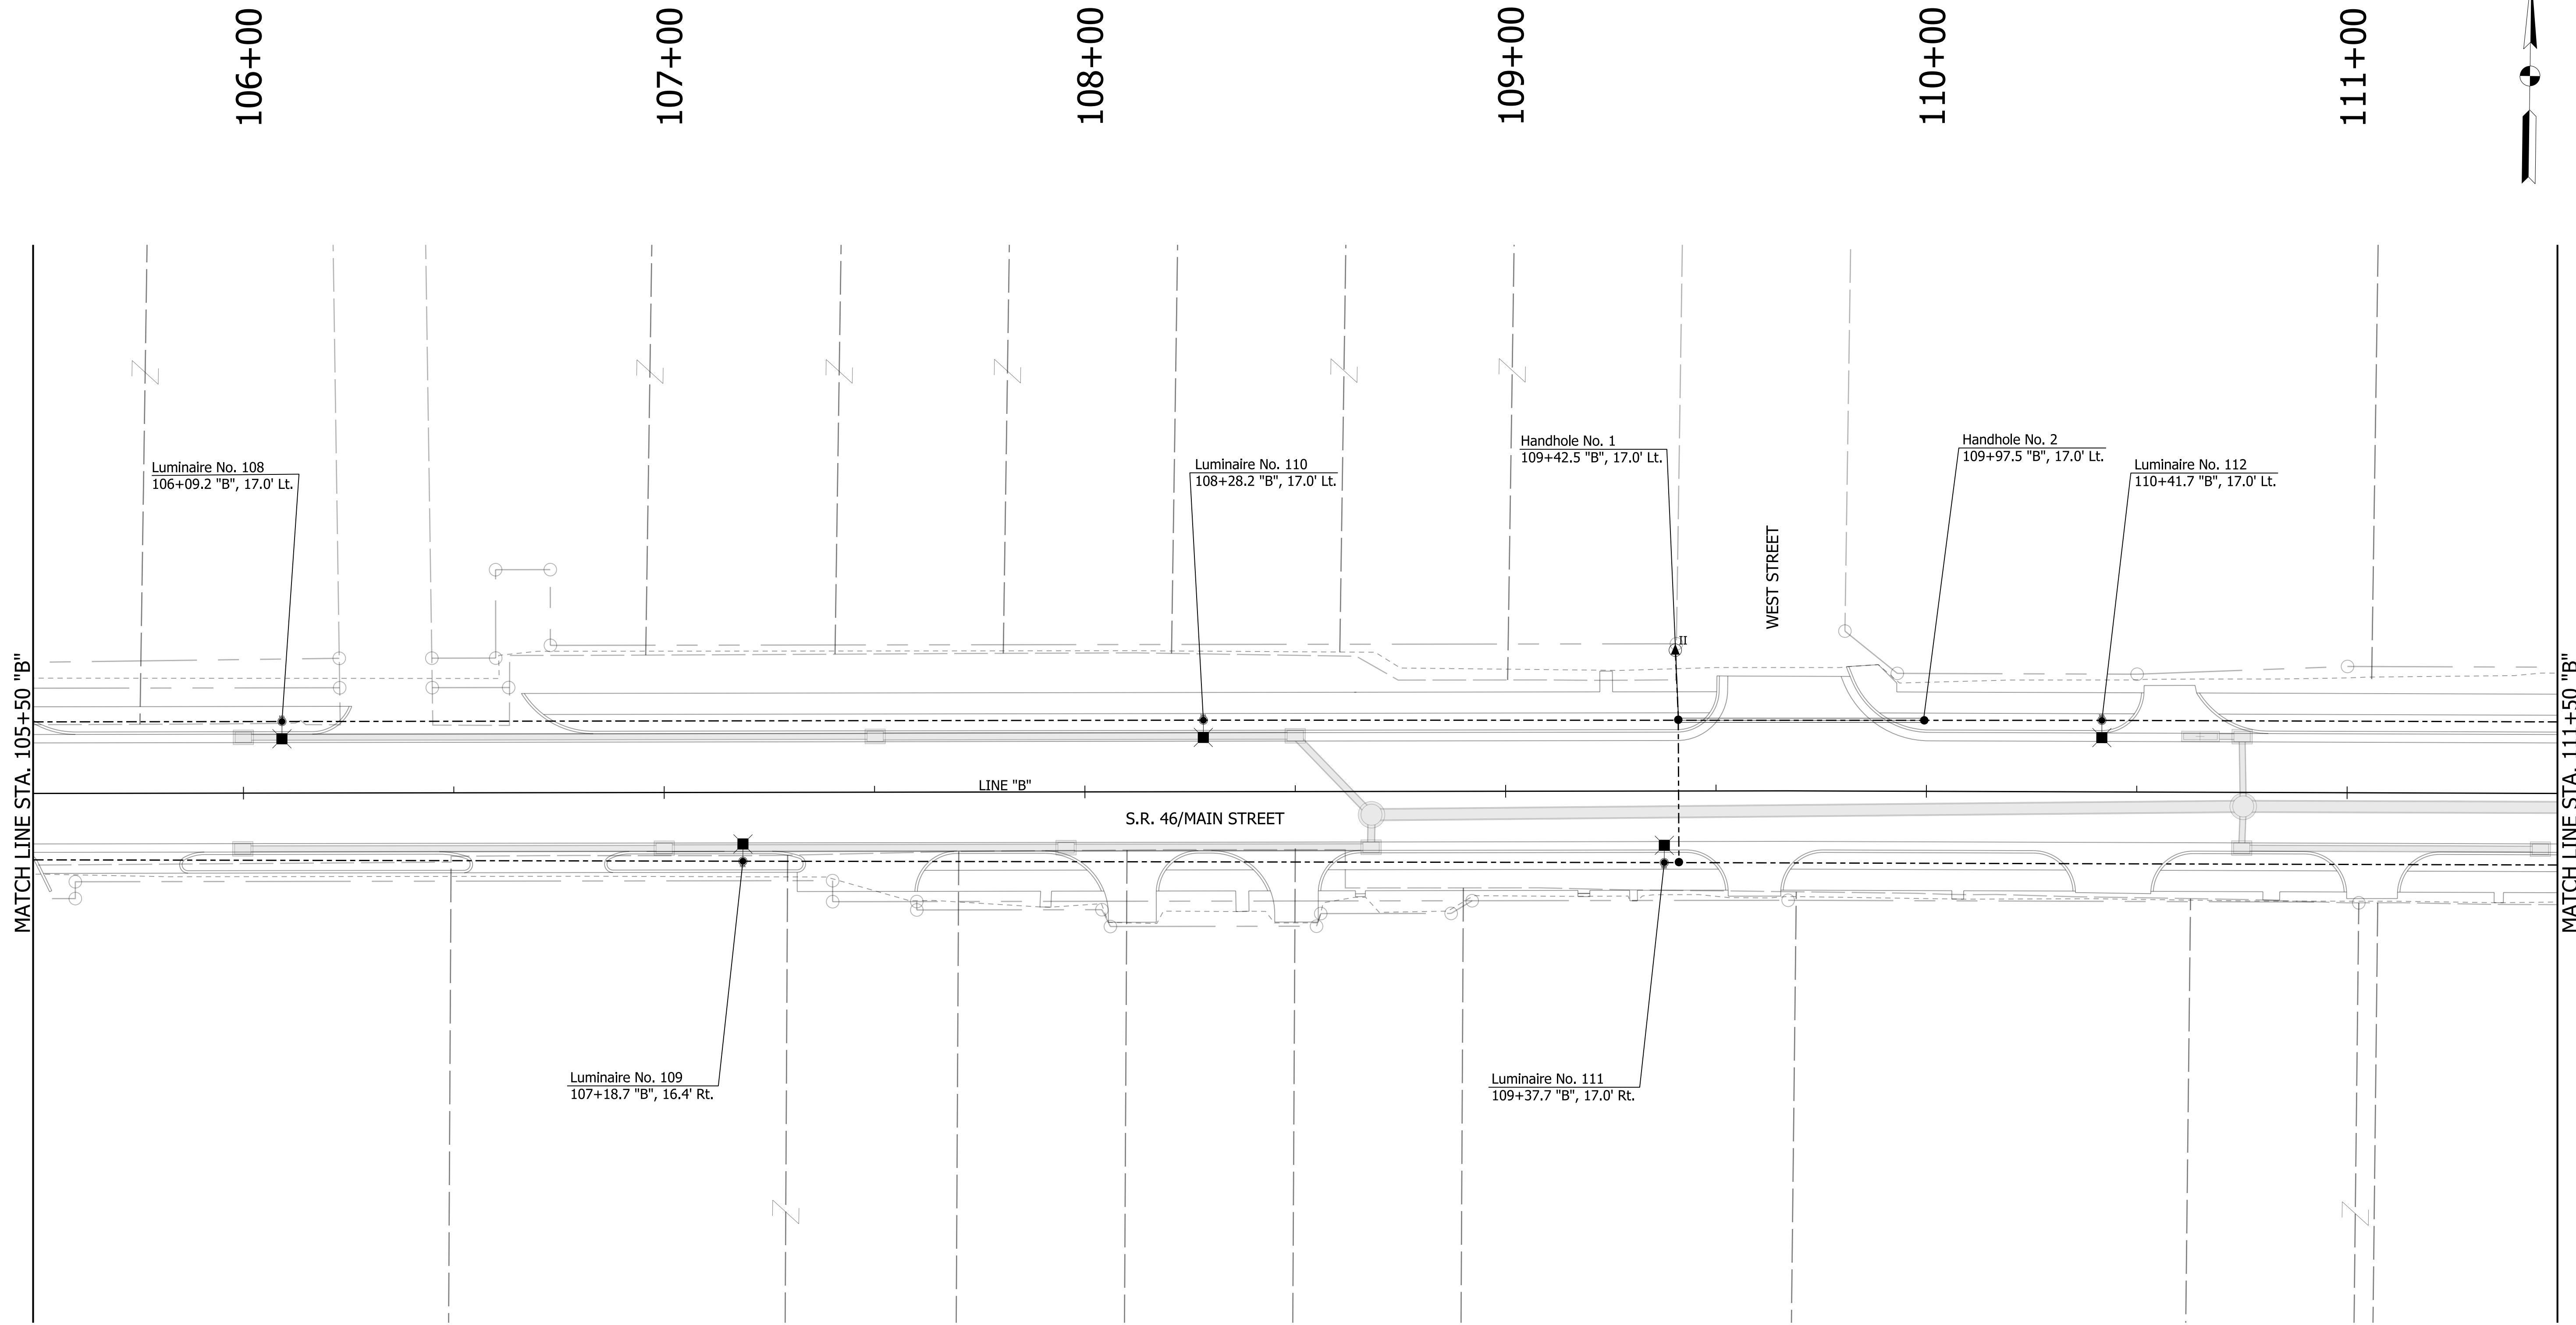 106+00
107+00
108+00
109+00
110+00
111+00
Luminaire No. 108
106+09.2 "B", 17.0' Lt.
Luminaire No. 110
108+28.2 "B", 17.0' Lt.
Handhole No. 1
109+42.5 "B", 17.0' Lt.
Handhole No. 2
109+97.5 "B", 17.0' Lt.
Luminaire No. 112
110+41.7 "B", 17.0' Lt.
WEST STREET
II
MATCH LINE STA. 105+50 "B"
LINE "B"
S.R. 46/MAIN STREET
MATCH LINE STA. 111+50 "B"
Luminaire No. 109
107+18.7 "B", 16.4' Rt.
Luminaire No. 111
109+37.7 "B", 17.0' Rt.